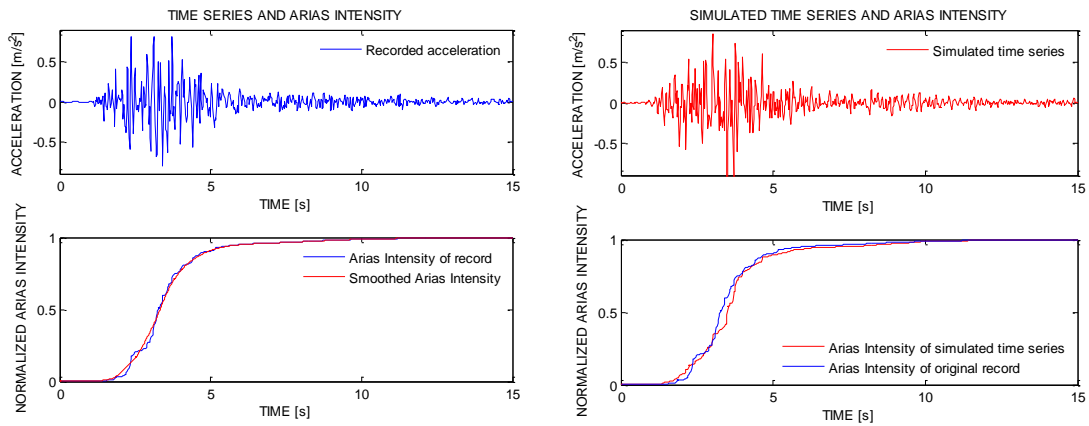 TIME SERIES AND ARIAS INTENSITY
ACCELERATION [m/s²]
0.5
0
-0.5
Recorded acceleration
0 5 10 15
TIME [s]
NORMALIZED ARIAS INTENSITY
1
0.5
0
Arias Intensity of record
Smoothed Arias Intensity
0 5 10 15
TIME [s]
SIMULATED TIME SERIES AND ARIAS INTENSITY
ACCELERATION [m/s²]
0.5
0
-0.5
Simulated time series
0 5 10 15
TIME [s]
NORMALIZED ARIAS INTENSITY
1
0.5
0
Arias Intensity of simulated time series
Arias Intensity of original record
0 5 10 15
TIME [s]